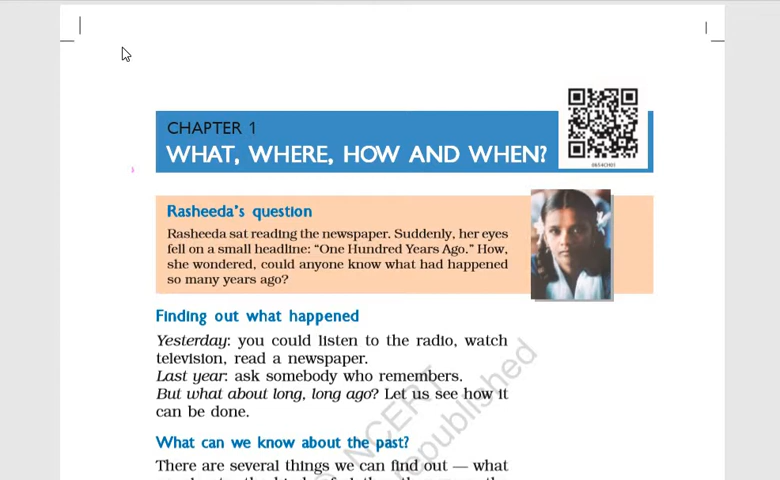 CHAPTER 1
WHAT, WHERE, HOW AND WHEN?
0654CH01
Rasheeda's question
Rasheeda sat reading the newspaper. Suddenly, her eyes
fell on a small headline: “One Hundred Years Ago.” How,
she wondered, could anyone know what had happened
so many years ago?
Finding out what happened
Yesterday: you could listen to the radio, watch
television, read a newspaper.
Last year: ask somebody who remembers.
But what about long, long ago? Let us see how it
can be done.
What can we know about the past?
There are several things we can find out — what
NCERT
republished